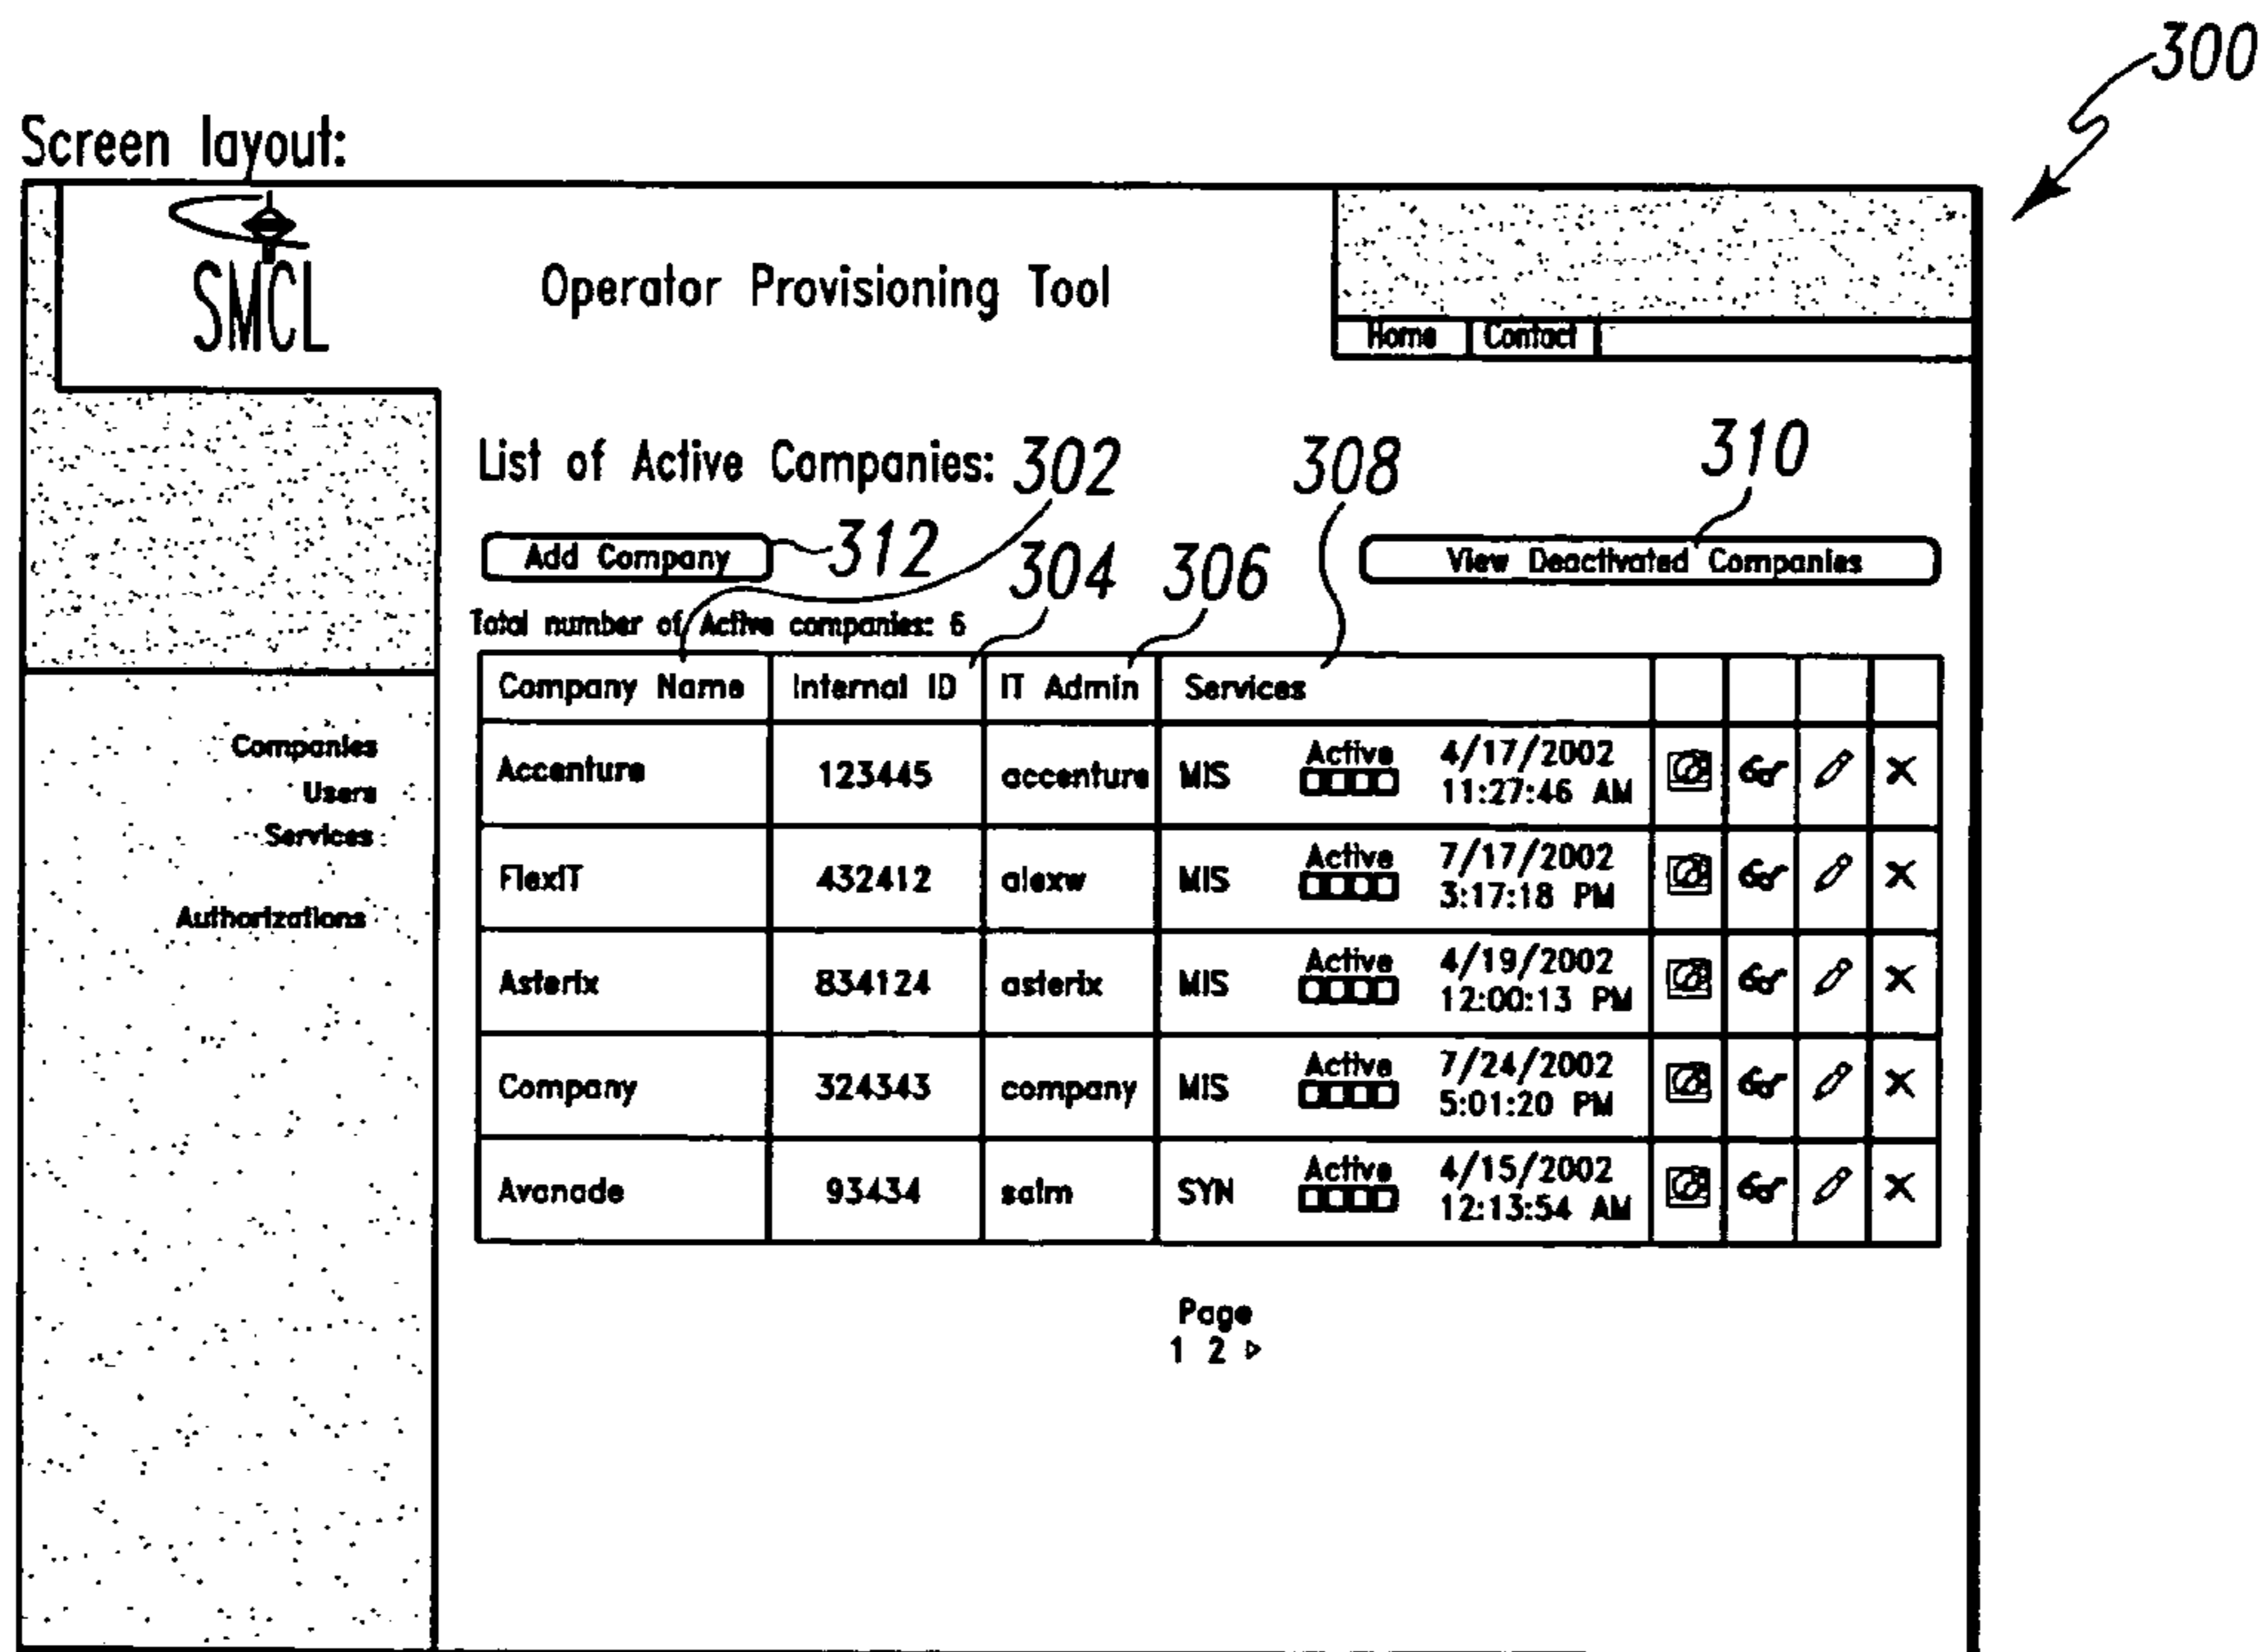 300
Screen layout:
SMCL
Operator Provisioning Tool
Home Contact
List of Active Companies: 302 308 310
Add Company 312 304 306 View Deactivated Companies
Total number of Active companies: 6
Company Name Internal ID IT Admin Services
Accenture 123445 accenture MIS Active 4/17/2002 11:27:46 AM
FlexIT 432412 alexw MIS Active 7/17/2002 3:17:18 PM
Asterix 834124 asterix MIS Active 4/19/2002 12:00:13 PM
Company 324343 company MIS Active 7/24/2002 5:01:20 PM
Avanade 93434 salm SYN Active 4/15/2002 12:13:54 AM
Companies
Users
Services
Authorizations
Page
1 2